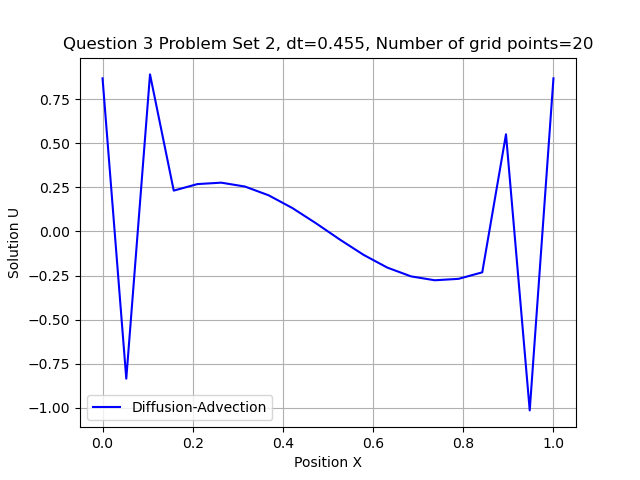 Question 3 Problem Set 2, dt=0.455, Number of grid points=20
Solution U
0.75
0.50
0.25
0.00
−0.25
−0.50
−0.75
−1.00
Diffusion-Advection
0.0 0.2 0.4 0.6 0.8 1.0
Position X